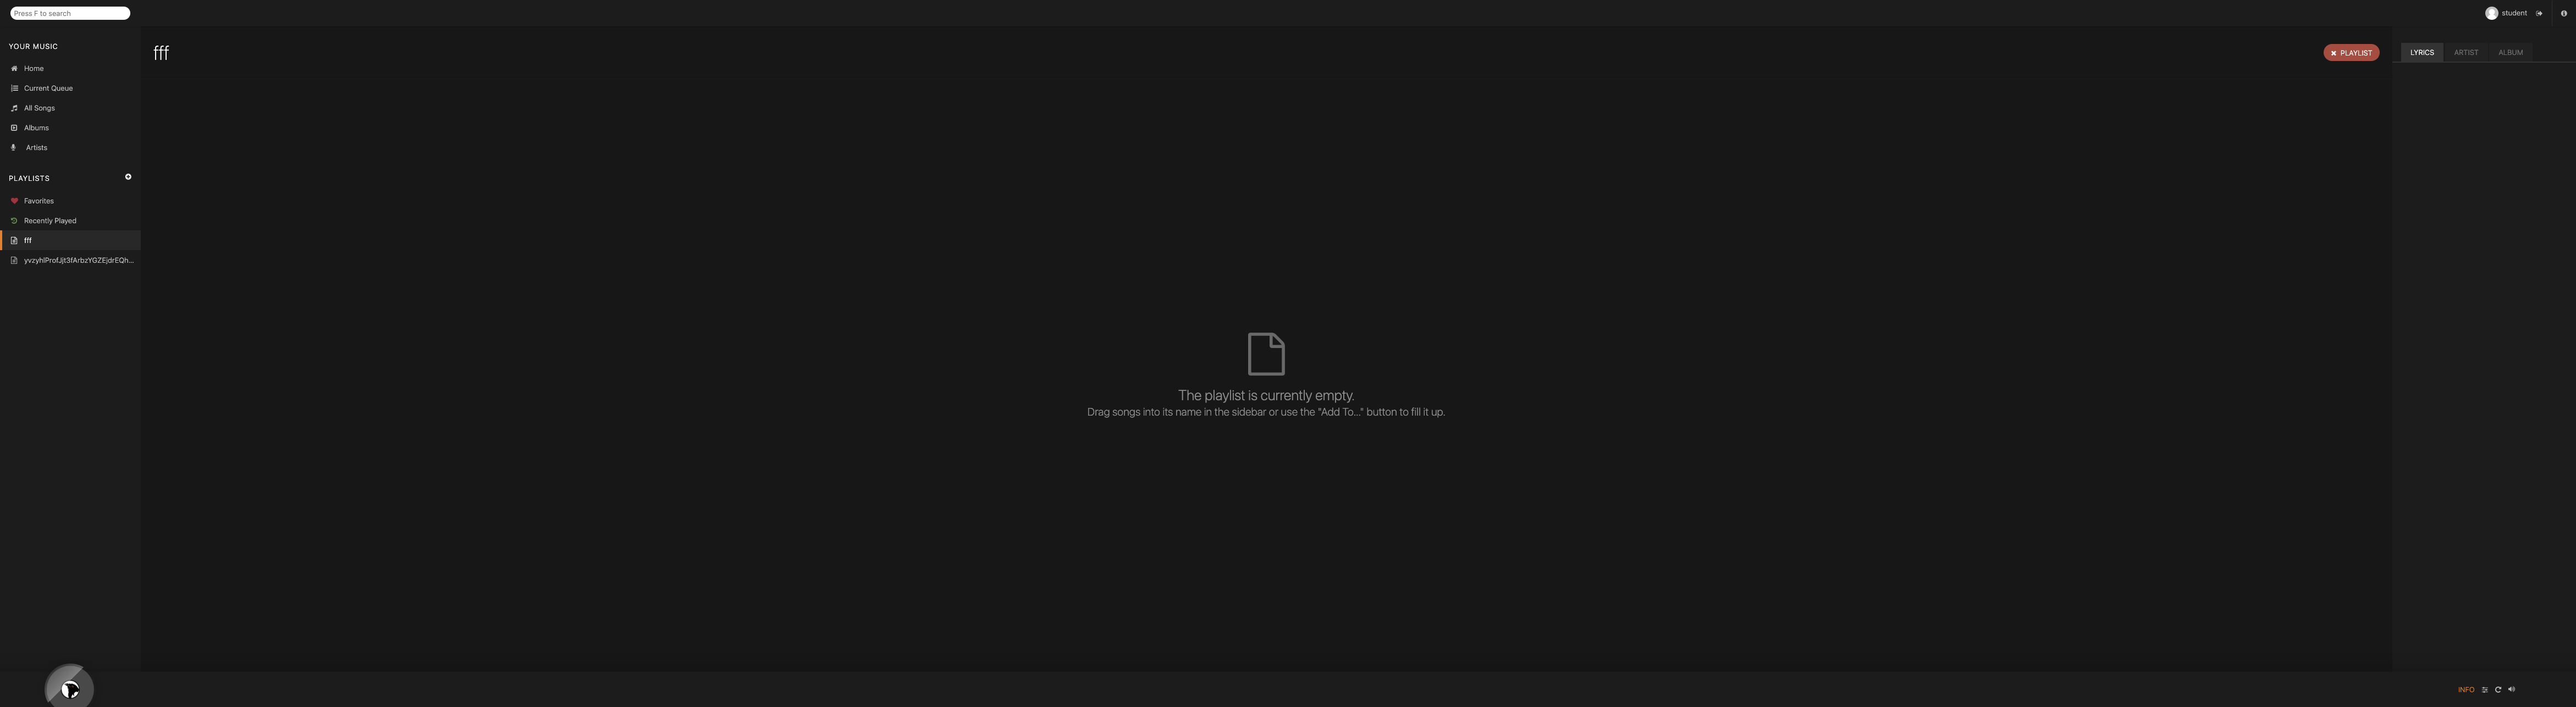 Press F to search
student
YOUR MUSIC
Home
Current Queue
All Songs
Albums
Artists
PLAYLISTS
Favorites
Recently Played
fff
fff
PLAYLIST
The playlist is currently empty.
Drag songs into its name in the sidebar or use the "Add To..." button to fill it up.
LYRICS
ARTIST
ALBUM
INFO